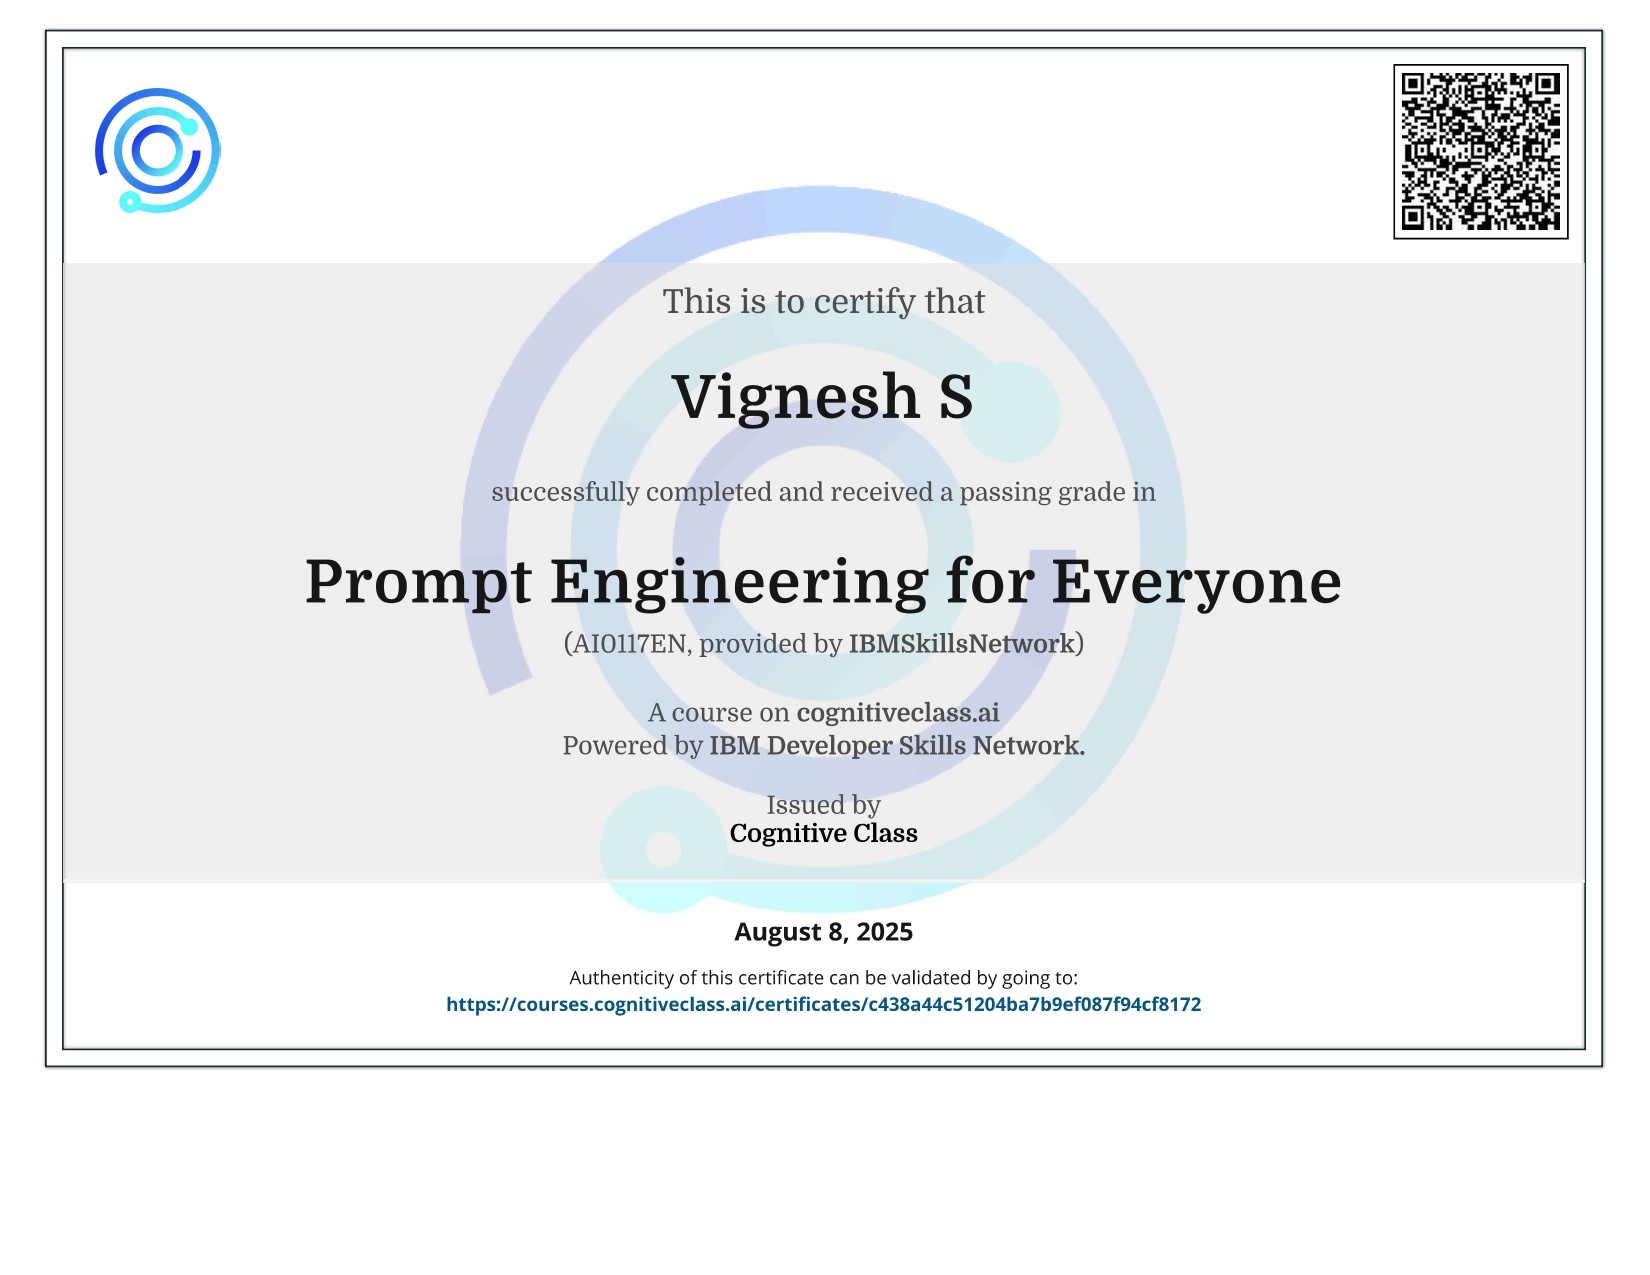 This is to certify that
Vignesh S
successfully completed and received a passing grade in
Prompt Engineering for Everyone
(AI0117EN, provided by IBMSkillsNetwork)
A course on cognitiveclass.ai
Powered by IBM Developer Skills Network.
Issued by
Cognitive Class
August 8, 2025
Authenticity of this certificate can be validated by going to:
https://courses.cognitiveclass.ai/certificates/c438a44c51204ba7b9ef087f94cf8172